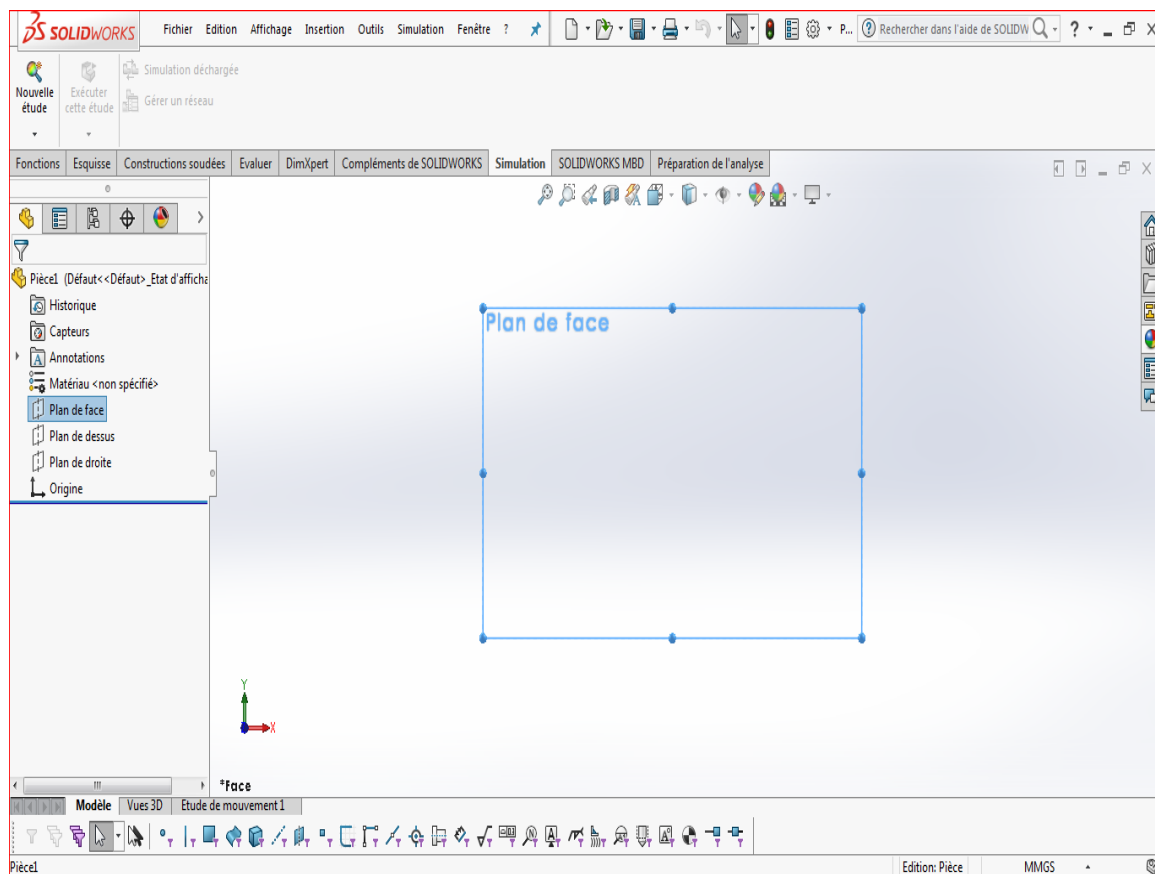 SOLIDWORKS Fichier Edition Affichage Insertion Outils Simulation Fenêtre ? P... Rechercher dans l'aide de SOLIDW ?
Nouvelle étude
Exécuter cette étude
Simulation déchargée
Gérer un réseau
Fonctions Esquisse Constructions soudées Evaluer DimXpert Compléments de SOLIDWORKS Simulation SOLIDWORKS MBD Préparation de l'analyse
Pièce1 (Défaut<<Défaut>_Etat d'afficha
Historique
Capteurs
Annotations
Matériau <non spécifié>
Plan de face
Plan de dessus
Plan de droite
Origine
Plan de face
Y
X
*Face
Modèle Vues 3D Etude de mouvement 1
Pièce1 Edition: Pièce MMGS